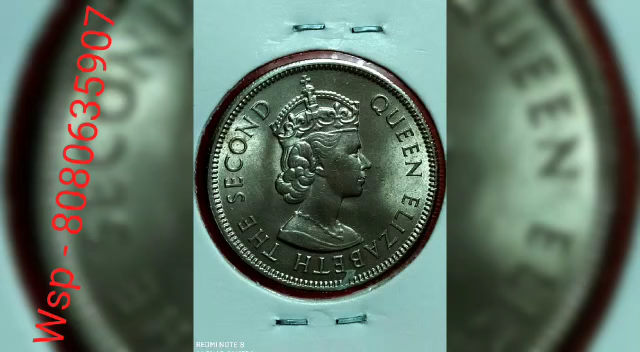 Wsp - 8080635907
QUEEN ELIZABETH THE SECOND
REDMI NOTE 8